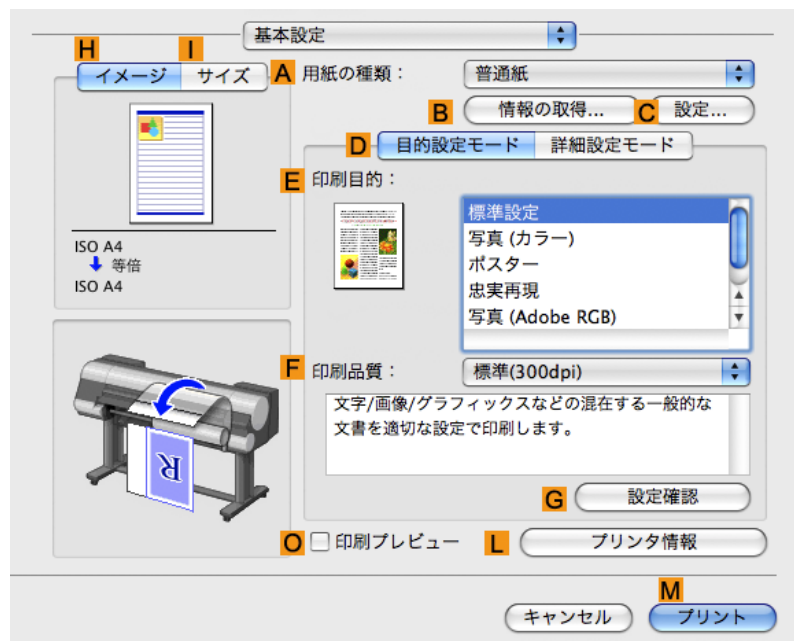 基本設定
H
I
イメージ
サイズ
A 用紙の種類：
普通紙
B 情報の取得...
C 設定...
ISO A4
等倍
ISO A4
D 目的設定モード 詳細設定モード
E 印刷目的：
標準設定
写真 (カラー)
ポスター
忠実再現
写真 (Adobe RGB)
F 印刷品質：
標準(300dpi)
文字/画像/グラフィックスなどの混在する一般的な
文書を適切な設定で印刷します。
R
G 設定確認
O 印刷プレビュー
L プリンタ情報
M
キャンセル
プリント